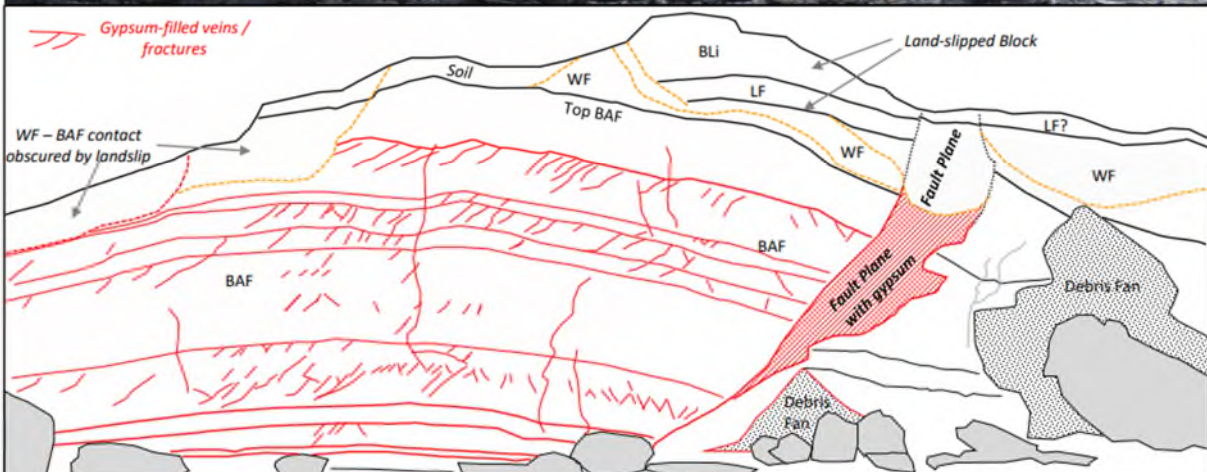 Gypsum-filled veins /
fractures
Land-slipped Block
BLi
Soil
WF
LF
Top BAF
WF – BAF contact
obscured by landslip
LF?
WF
Fault Plane
WF
BAF
BAF
Fault Plane
with gypsum
Debris Fan
Debris
Fan